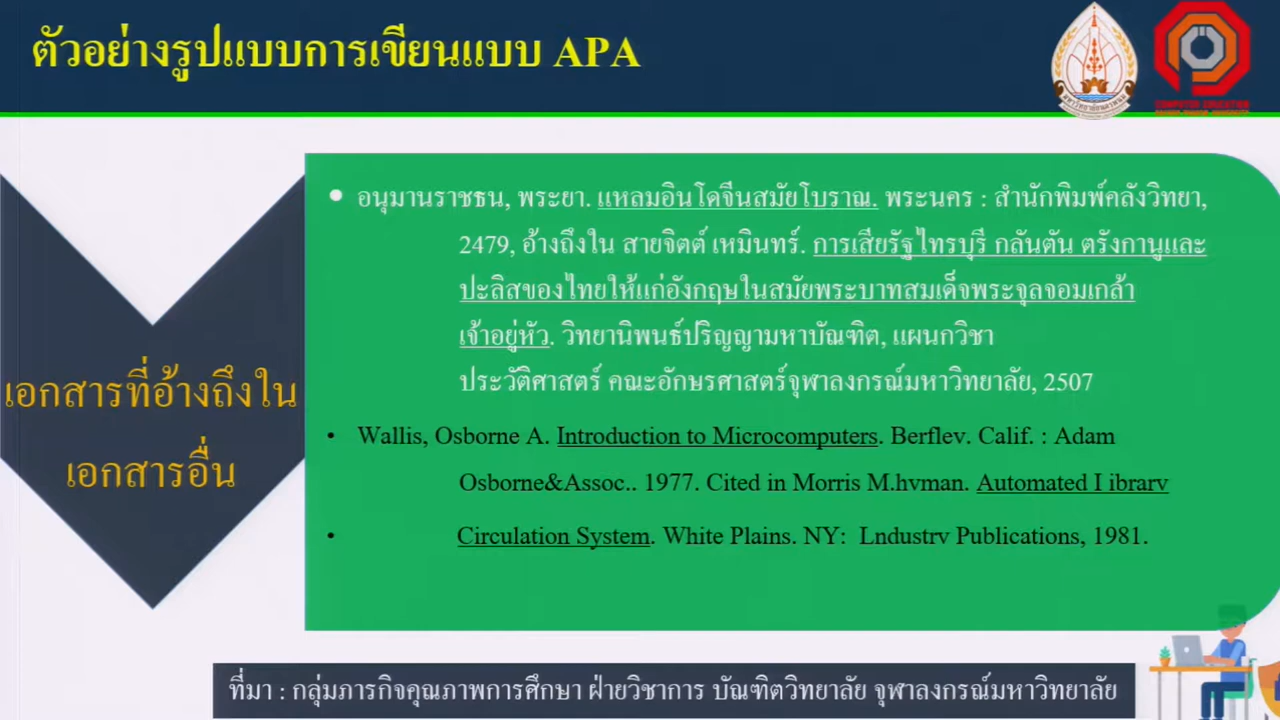 ตัวอย่างรูปแบบการเขียนแบบ APA
มหาวิทยาลัยนครพนม
COMPUTER EDUCATION
เอกสารที่อ้างถึงใน
เอกสารอื่น
• อนุมานราชธน, พระยา. แหลมอินโดจีนสมัยโบราณ. พระนคร : สำนักพิมพ์คลังวิทยา,
2479, อ้างถึงใน สายจิตต์ เหมินทร์. การเสียรัฐไทรบุรี กลันตัน ตรังกานูและ
ปะลิสของไทยให้แก่อังกฤษในสมัยพระบาทสมเด็จพระจุลจอมเกล้า
เจ้าอยู่หัว. วิทยานิพนธ์ปริญญามหาบัณฑิต, แผนกวิชา
ประวัติศาสตร์ คณะอักษรศาสตร์จุฬาลงกรณ์มหาวิทยาลัย, 2507
• Wallis, Osborne A. Introduction to Microcomputers. Berflev. Calif. : Adam
Osborne&Assoc.. 1977. Cited in Morris M.hvman. Automated I ibrarv
• Circulation System. White Plains. NY: Lndustrv Publications, 1981.
ที่มา : กลุ่มภารกิจคุณภาพการศึกษา ฝ่ายวิชาการ บัณฑิตวิทยาลัย จุฬาลงกรณ์มหาวิทยาลัย